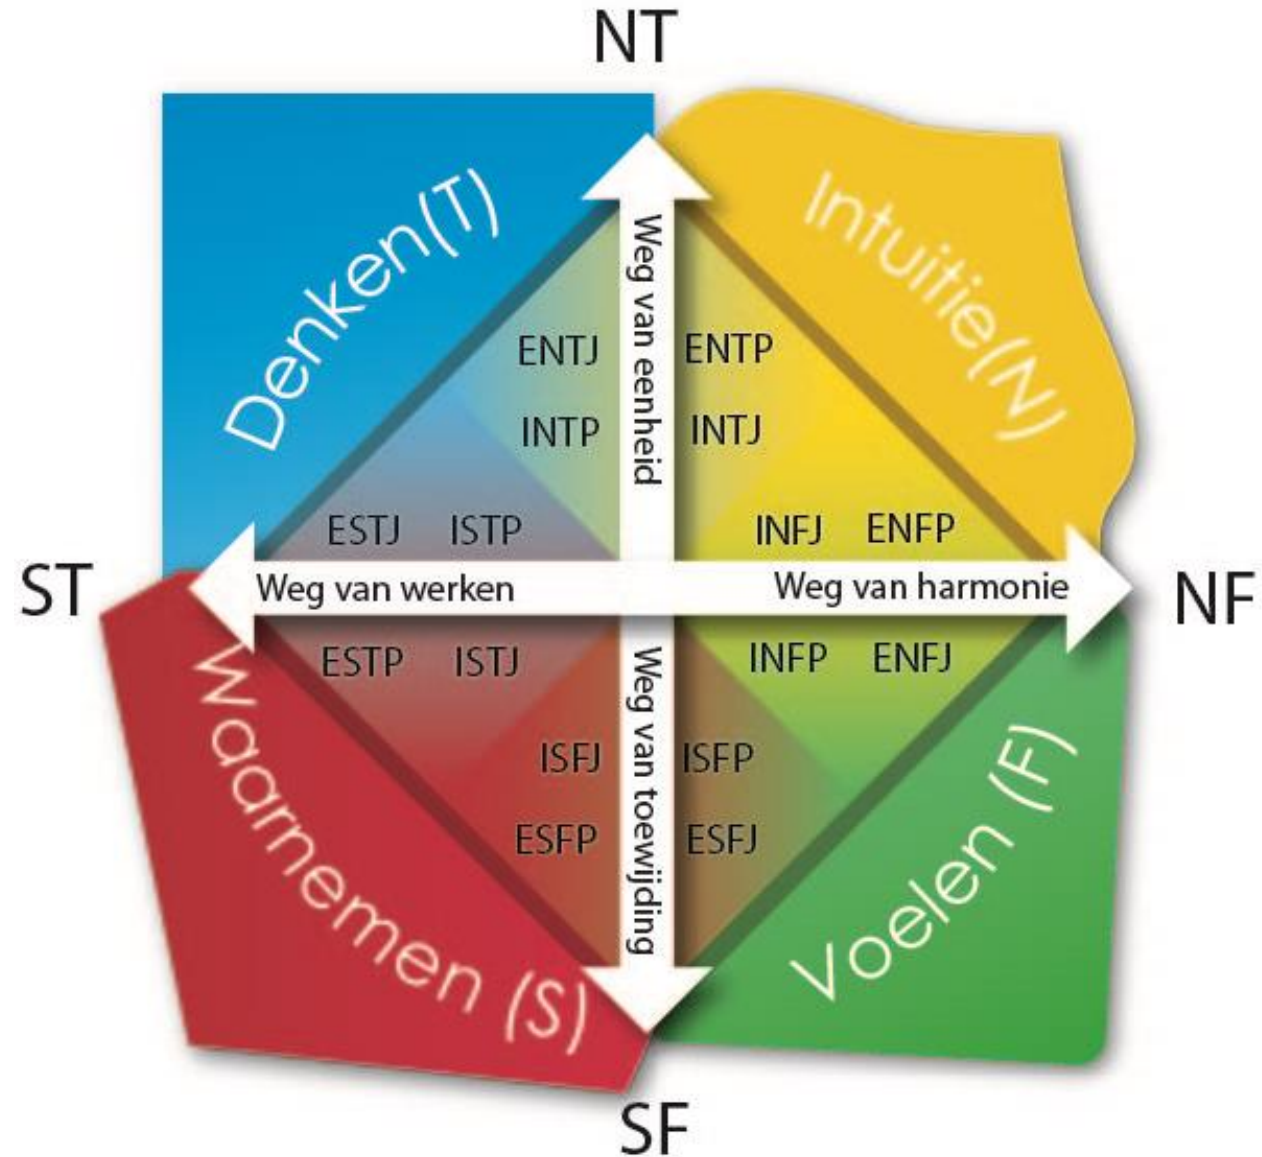 NT
Denken(T)
Intuïtie(N)
Weg van eenheid
ENTJ
ENTP
INTP
INTJ
ESTJ ISTP
INFJ ENFP
ST
Weg van werken
Weg van harmonie
NF
ESTP ISTJ
INFP ENFJ
Weg van toewijding
ISFJ
ISFP
ESFP
ESFJ
Waarnemen (S)
Voelen (F)
SF